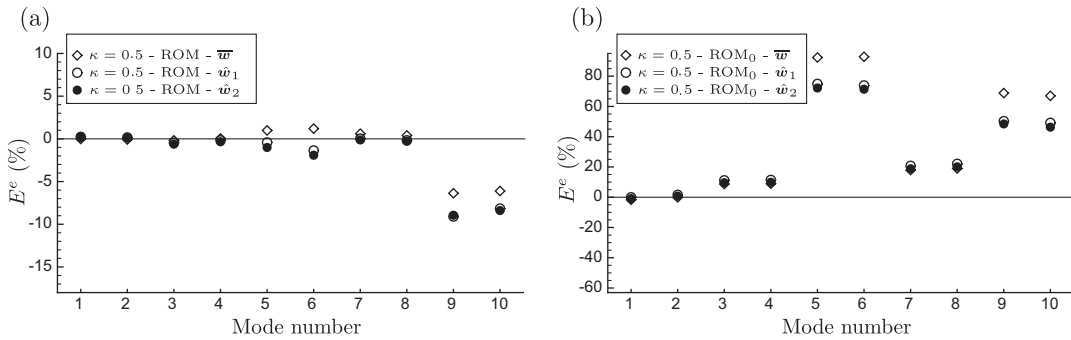 (a)
κ = 0.5 - ROM - w̅
κ = 0.5 - ROM - ŵ₁
κ = 0 5 - ROM - ŵ₂
10
5
0
-5
-10
-15
Eᵉ (%)
1 2 3 4 5 6 7 8 9 10
Mode number
(b)
κ = 0.5 - ROM₀ - w̅
κ = 0.5 - ROM₀ - ŵ₁
κ = 0.5 - ROM₀ - ŵ₂
80
60
40
20
0
-20
-40
-60
Eᵉ (%)
1 2 3 4 5 6 7 8 9 10
Mode number